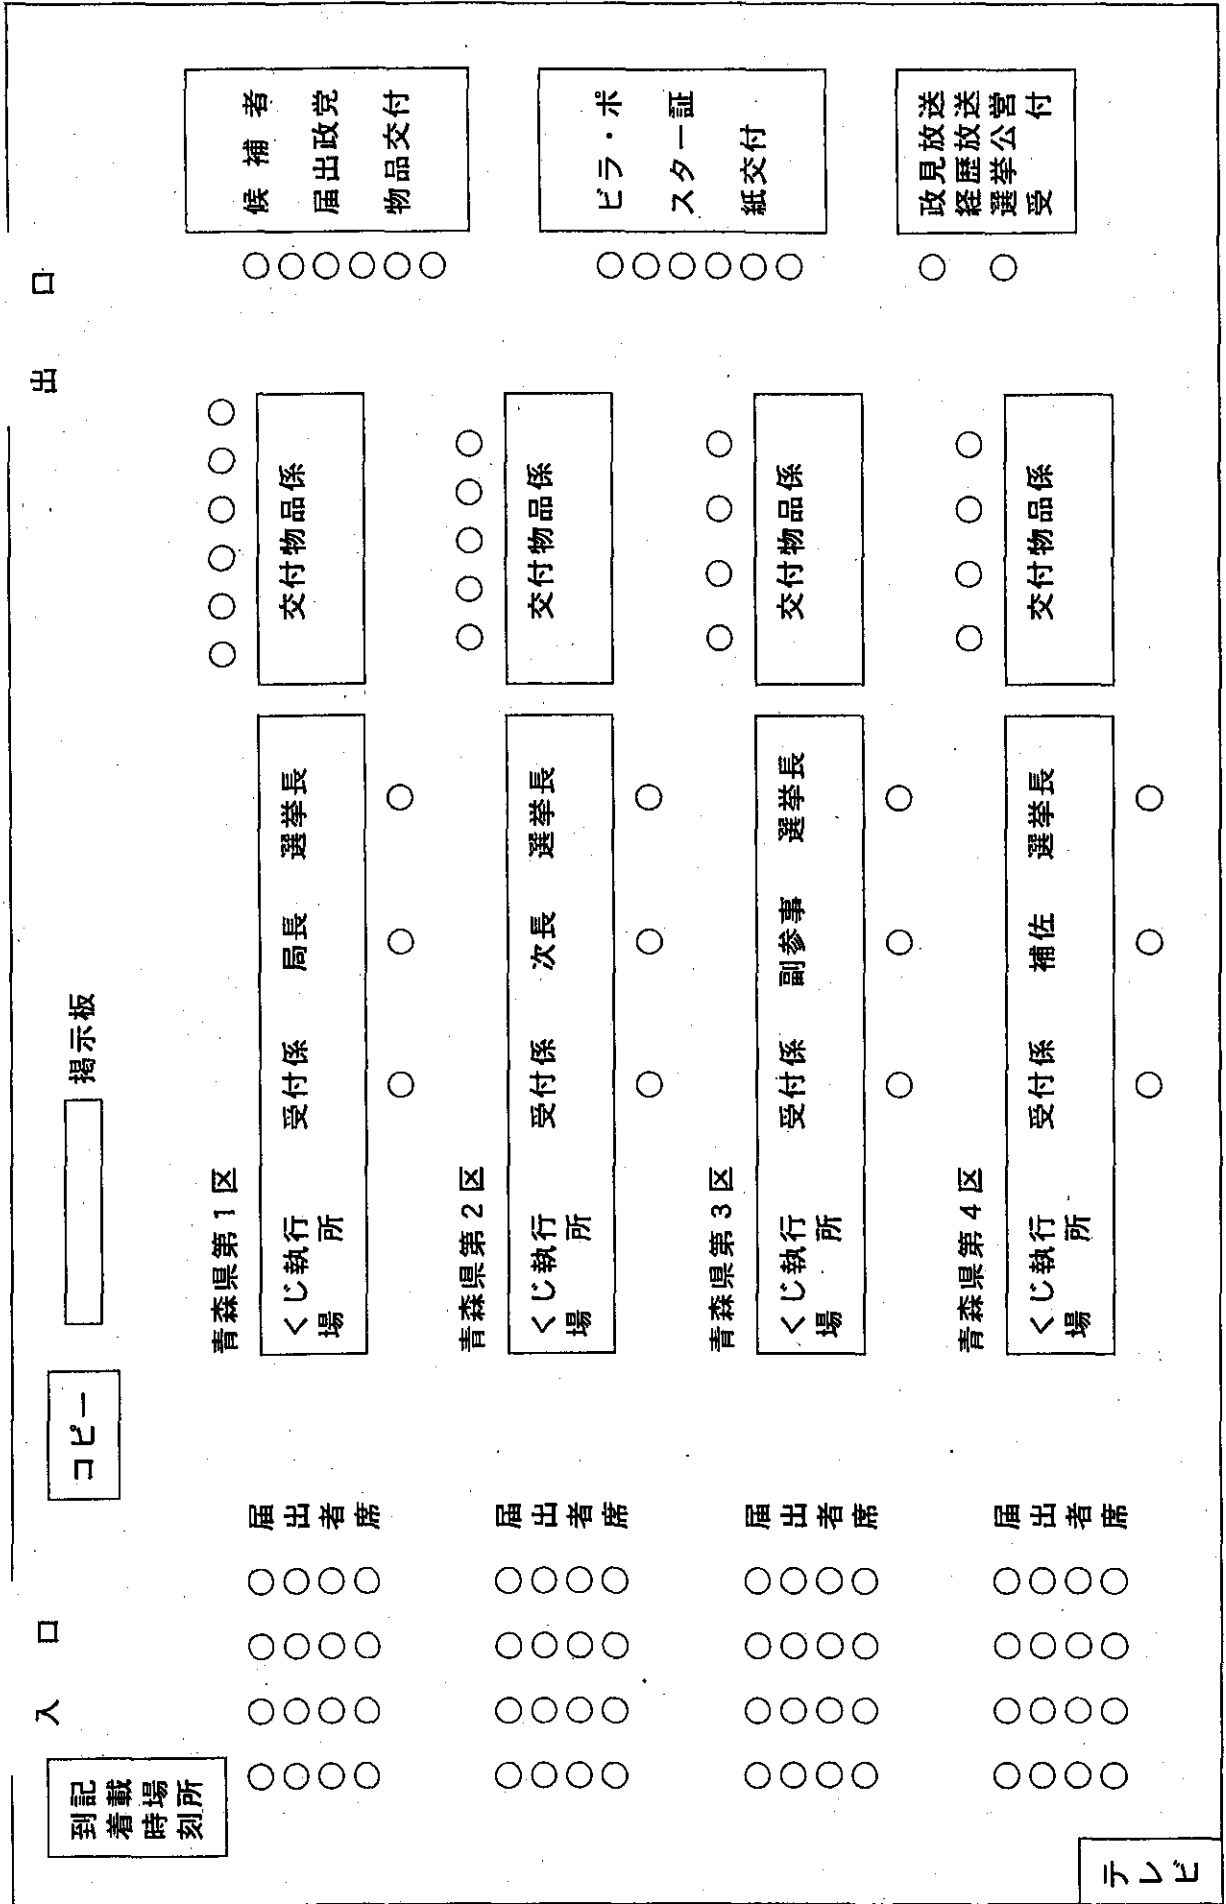 入口
出口
到着時刻
記載場所
コピー
掲示板
青森県第1区
届出者席
くじ執行
場所
受付係
局長
選挙長
交付物品係
候補者
届出政党
物品交付
青森県第2区
届出者席
くじ執行
場所
受付係
次長
選挙長
交付物品係
ビラ・ポ
スター証
紙交付
青森県第3区
届出者席
くじ執行
場所
受付係
副参事
選挙長
交付物品係
政見放送
経歴放送
選挙公営
受付
青森県第4区
届出者席
くじ執行
場所
受付係
補佐
選挙長
交付物品係
テレビ